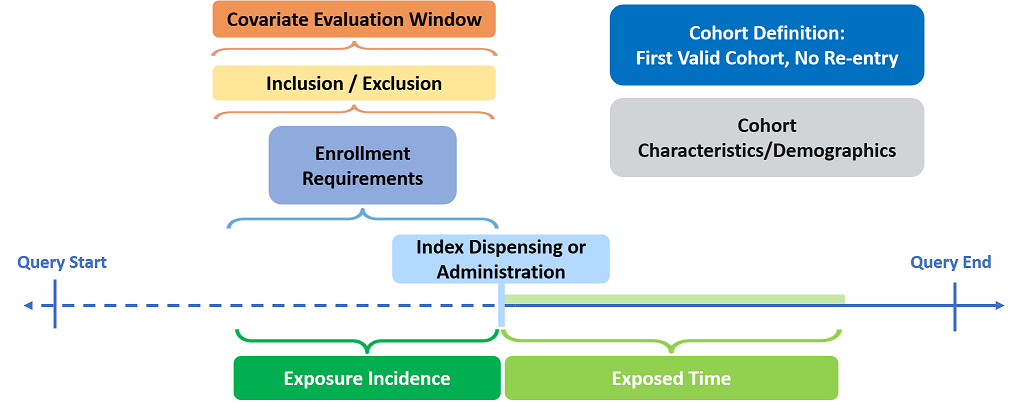 Covariate Evaluation Window
Inclusion / Exclusion
Enrollment
Requirements
Cohort Definition:
First Valid Cohort, No Re-entry
Cohort
Characteristics/Demographics
Query Start
Index Dispensing or
Administration
Query End
Exposure Incidence
Exposed Time